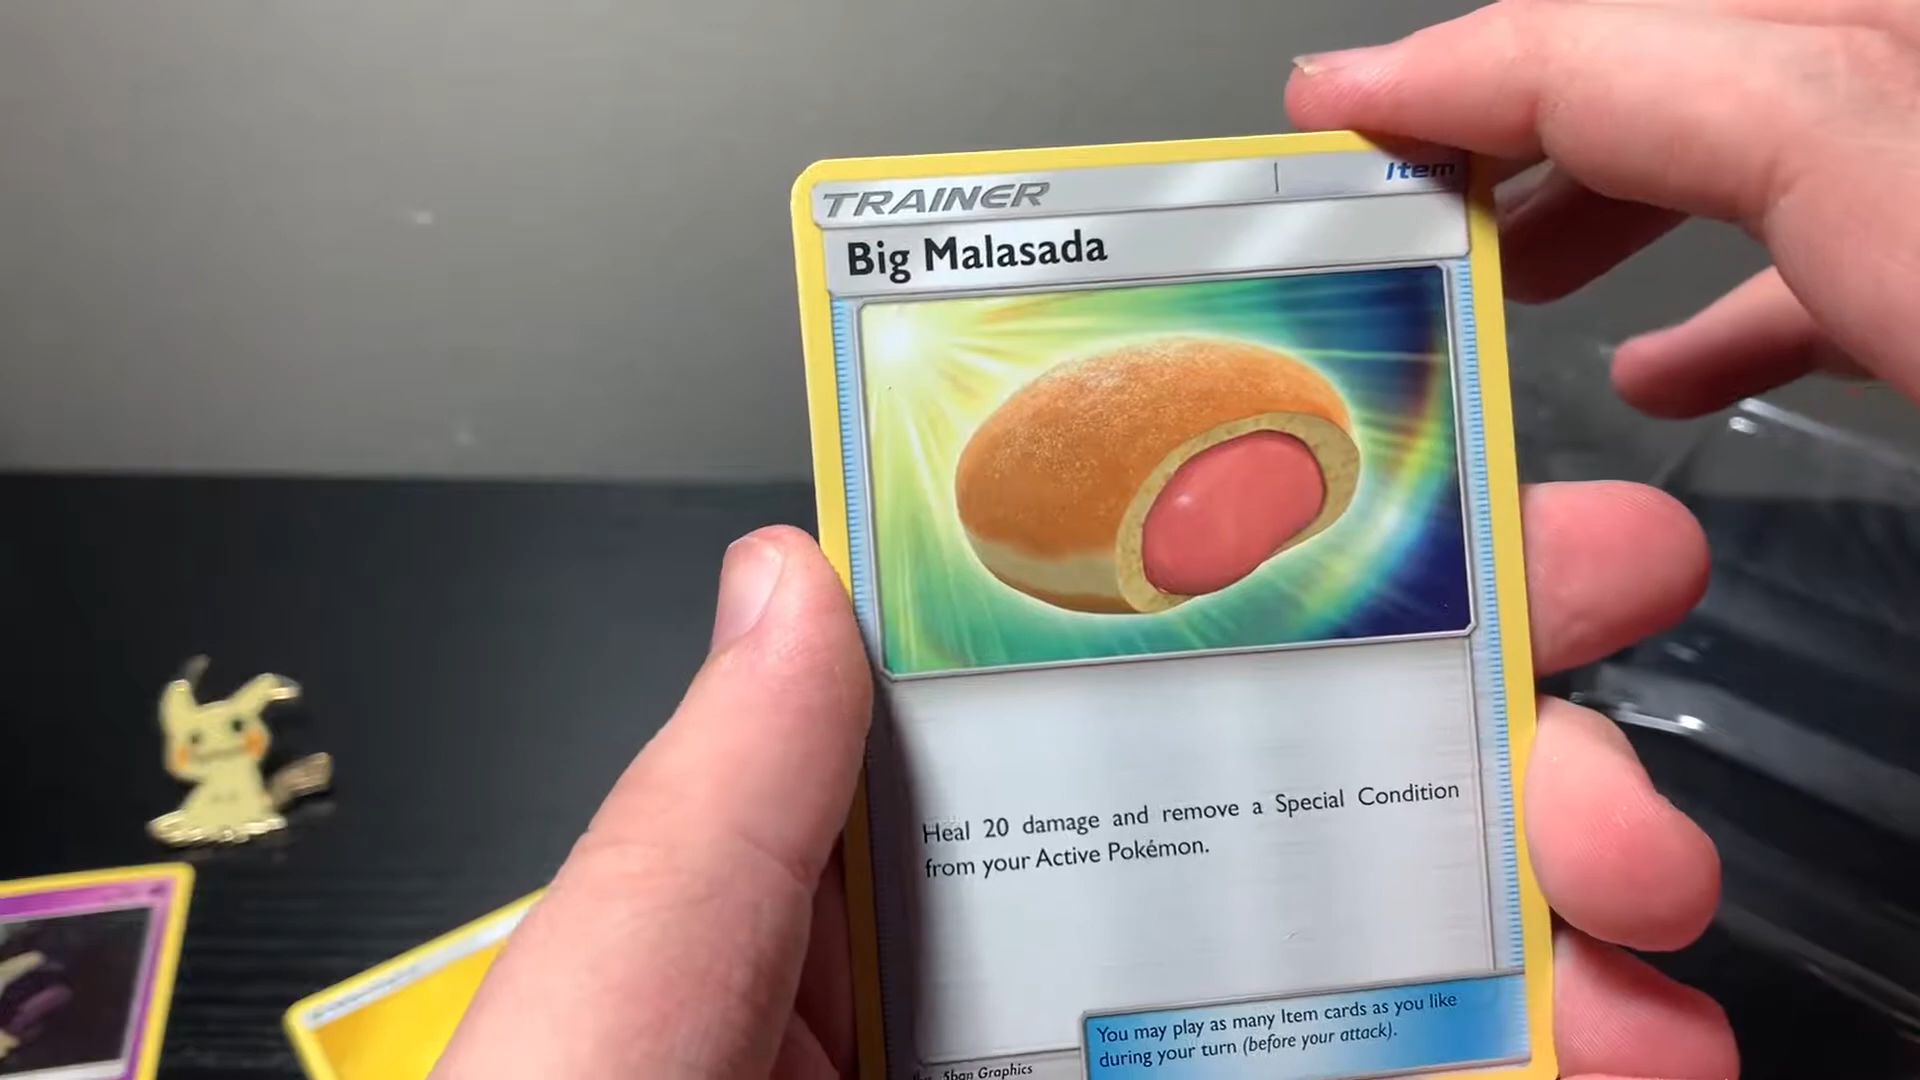 TRAINER
Item
Big Malasada
Heal 20 damage and remove a Special Condition
from your Active Pokémon.
You may play as many Item cards as you like
during your turn (before your attack).
5ban Graphics